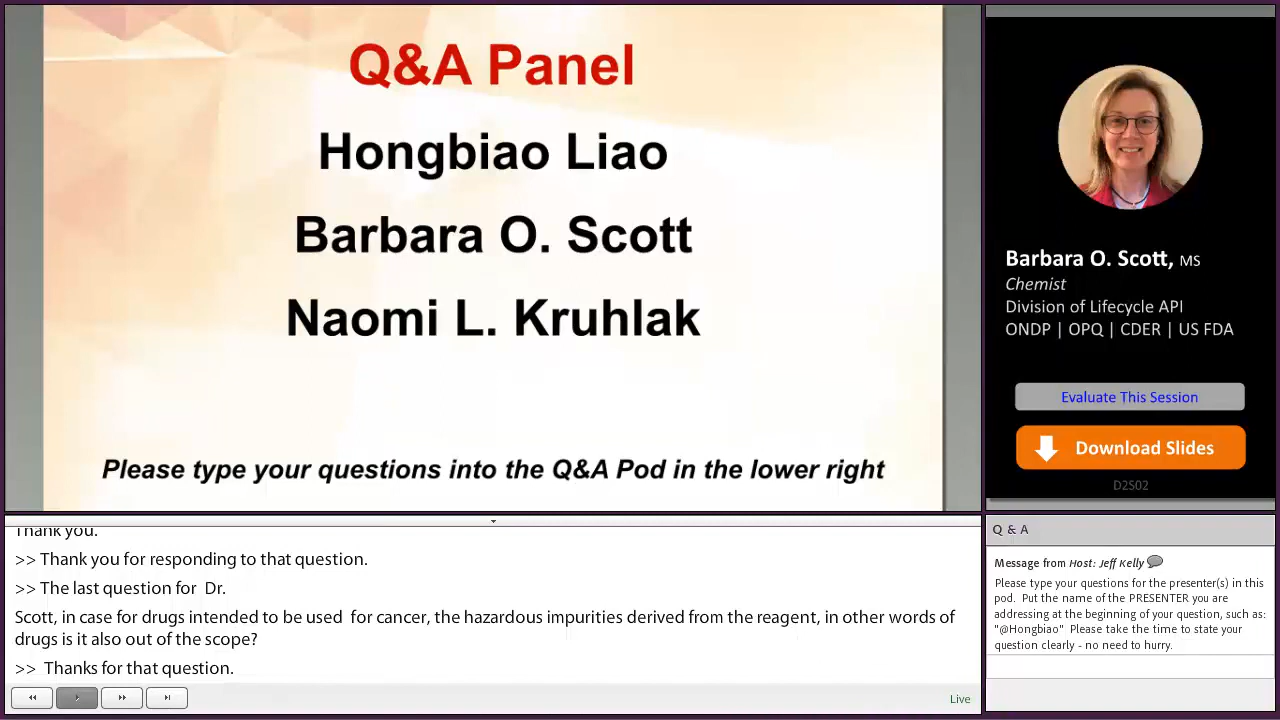 Q&A Panel
Hongbiao Liao
Barbara O. Scott
Naomi L. Kruhlak
Please type your questions into the Q&A Pod in the lower right
Barbara O. Scott, MS
Chemist
Division of Lifecycle API
ONDP | OPQ | CDER | US FDA
Evaluate This Session
Download Slides
D2S02
Thank you.
>> Thank you for responding to that question.
>> The last question for  Dr.
Scott, in case for drugs intended to be used  for cancer, the hazardous impurities derived from the reagent, in other words of
drugs is it also out of the scope?
>>  Thanks for that question.
Live
Q & A
Message from Host: Jeff Kelly
Please type your questions for the presenter(s) in this
pod.  Put the name of the PRESENTER you are
addressing at the beginning of your question, such as:
"@Hongbiao"  Please take the time to state your
question clearly - no need to hurry.